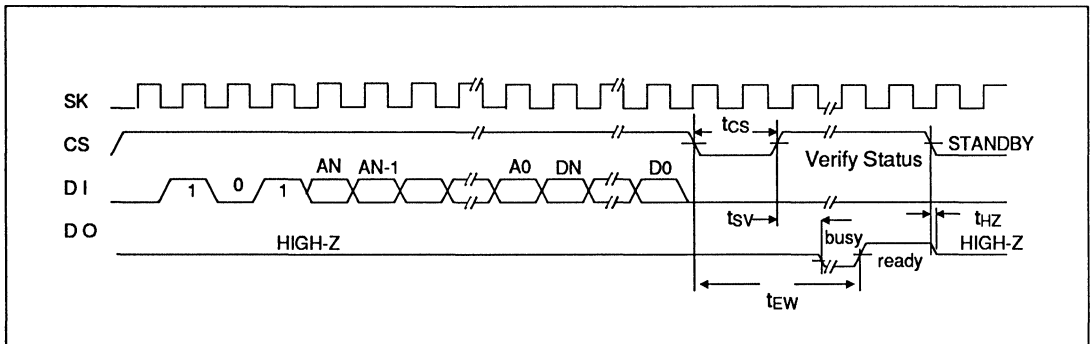 SK
CS
tCS
STANDBY
Verify Status
DI
1
0
1
AN
AN-1
A0
DN
D0
tSV
tHZ
DO
HIGH-Z
busy
ready
HIGH-Z
tEW